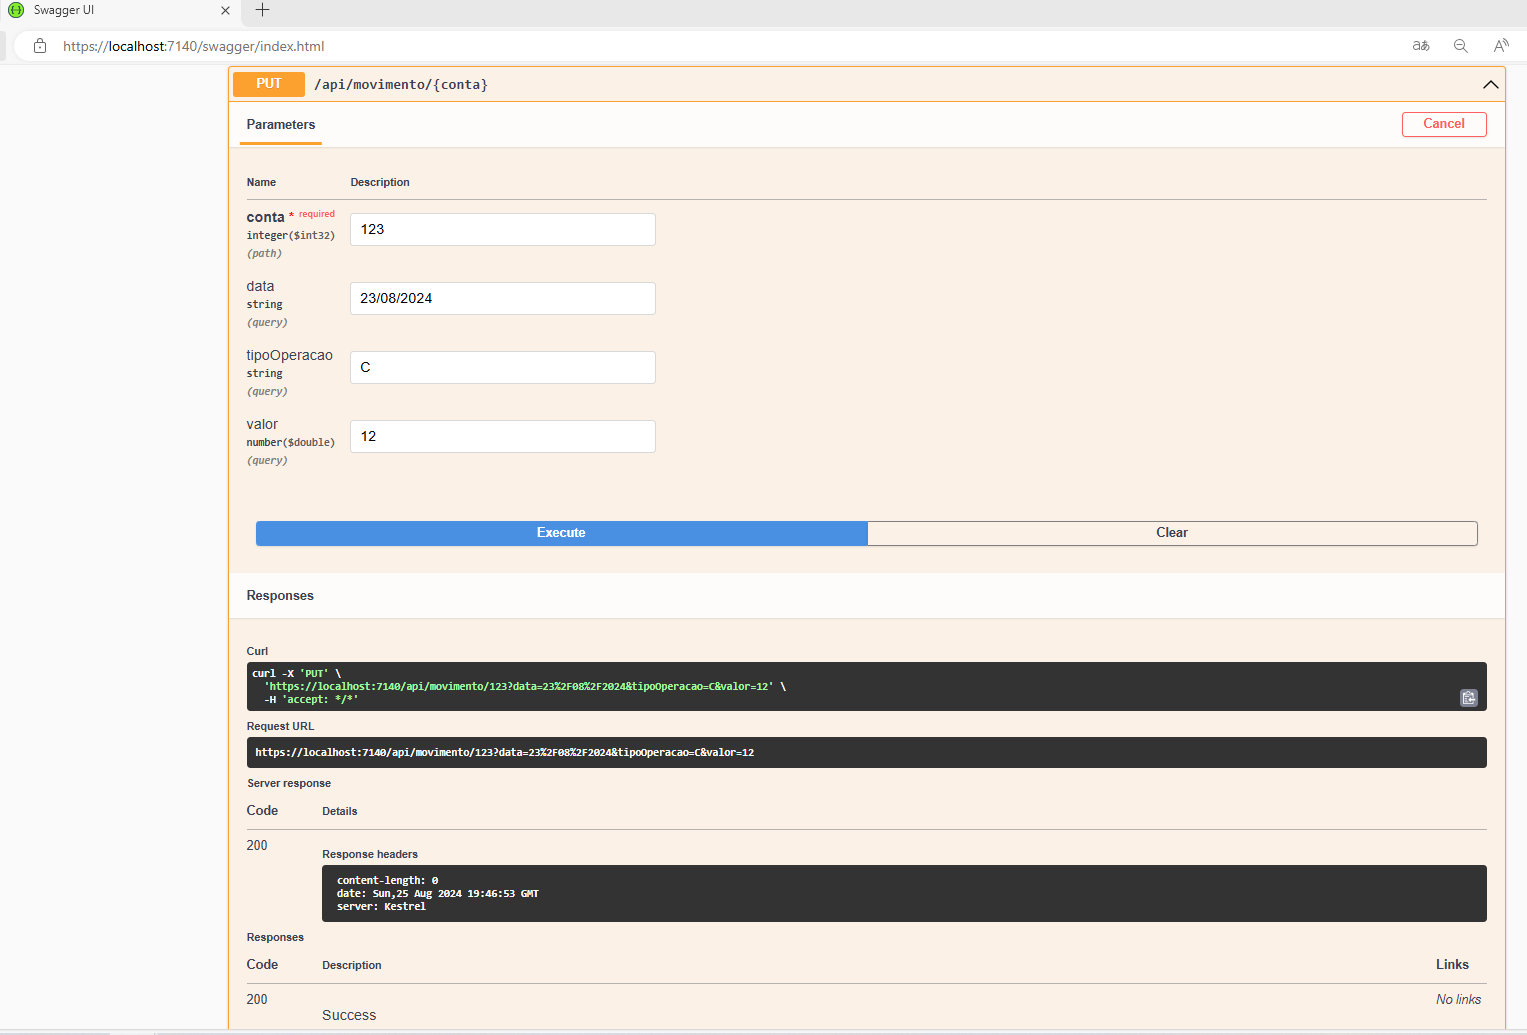 Swagger UI
https://localhost:7140/swagger/index.html
PUT /api/movimento/{conta}
Parameters
Cancel
Name Description
conta * required
integer($int32)
(path)
123
data
string
(query)
23/08/2024
tipoOperacao
string
(query)
C
valor
number($double)
(query)
12
Execute Clear
Responses
Curl
curl -X 'PUT' \
'https://localhost:7140/api/movimento/123?data=23%2F08%2F2024&tipoOperacao=C&valor=12' \
-H 'accept: */*'
Request URL
https://localhost:7140/api/movimento/123?data=23%2F08%2F2024&tipoOperacao=C&valor=12
Server response
Code Details
200
Response headers
content-length: 0
date: Sun,25 Aug 2024 19:46:53 GMT
server: Kestrel
Responses
Code Description Links
200 No links
Success